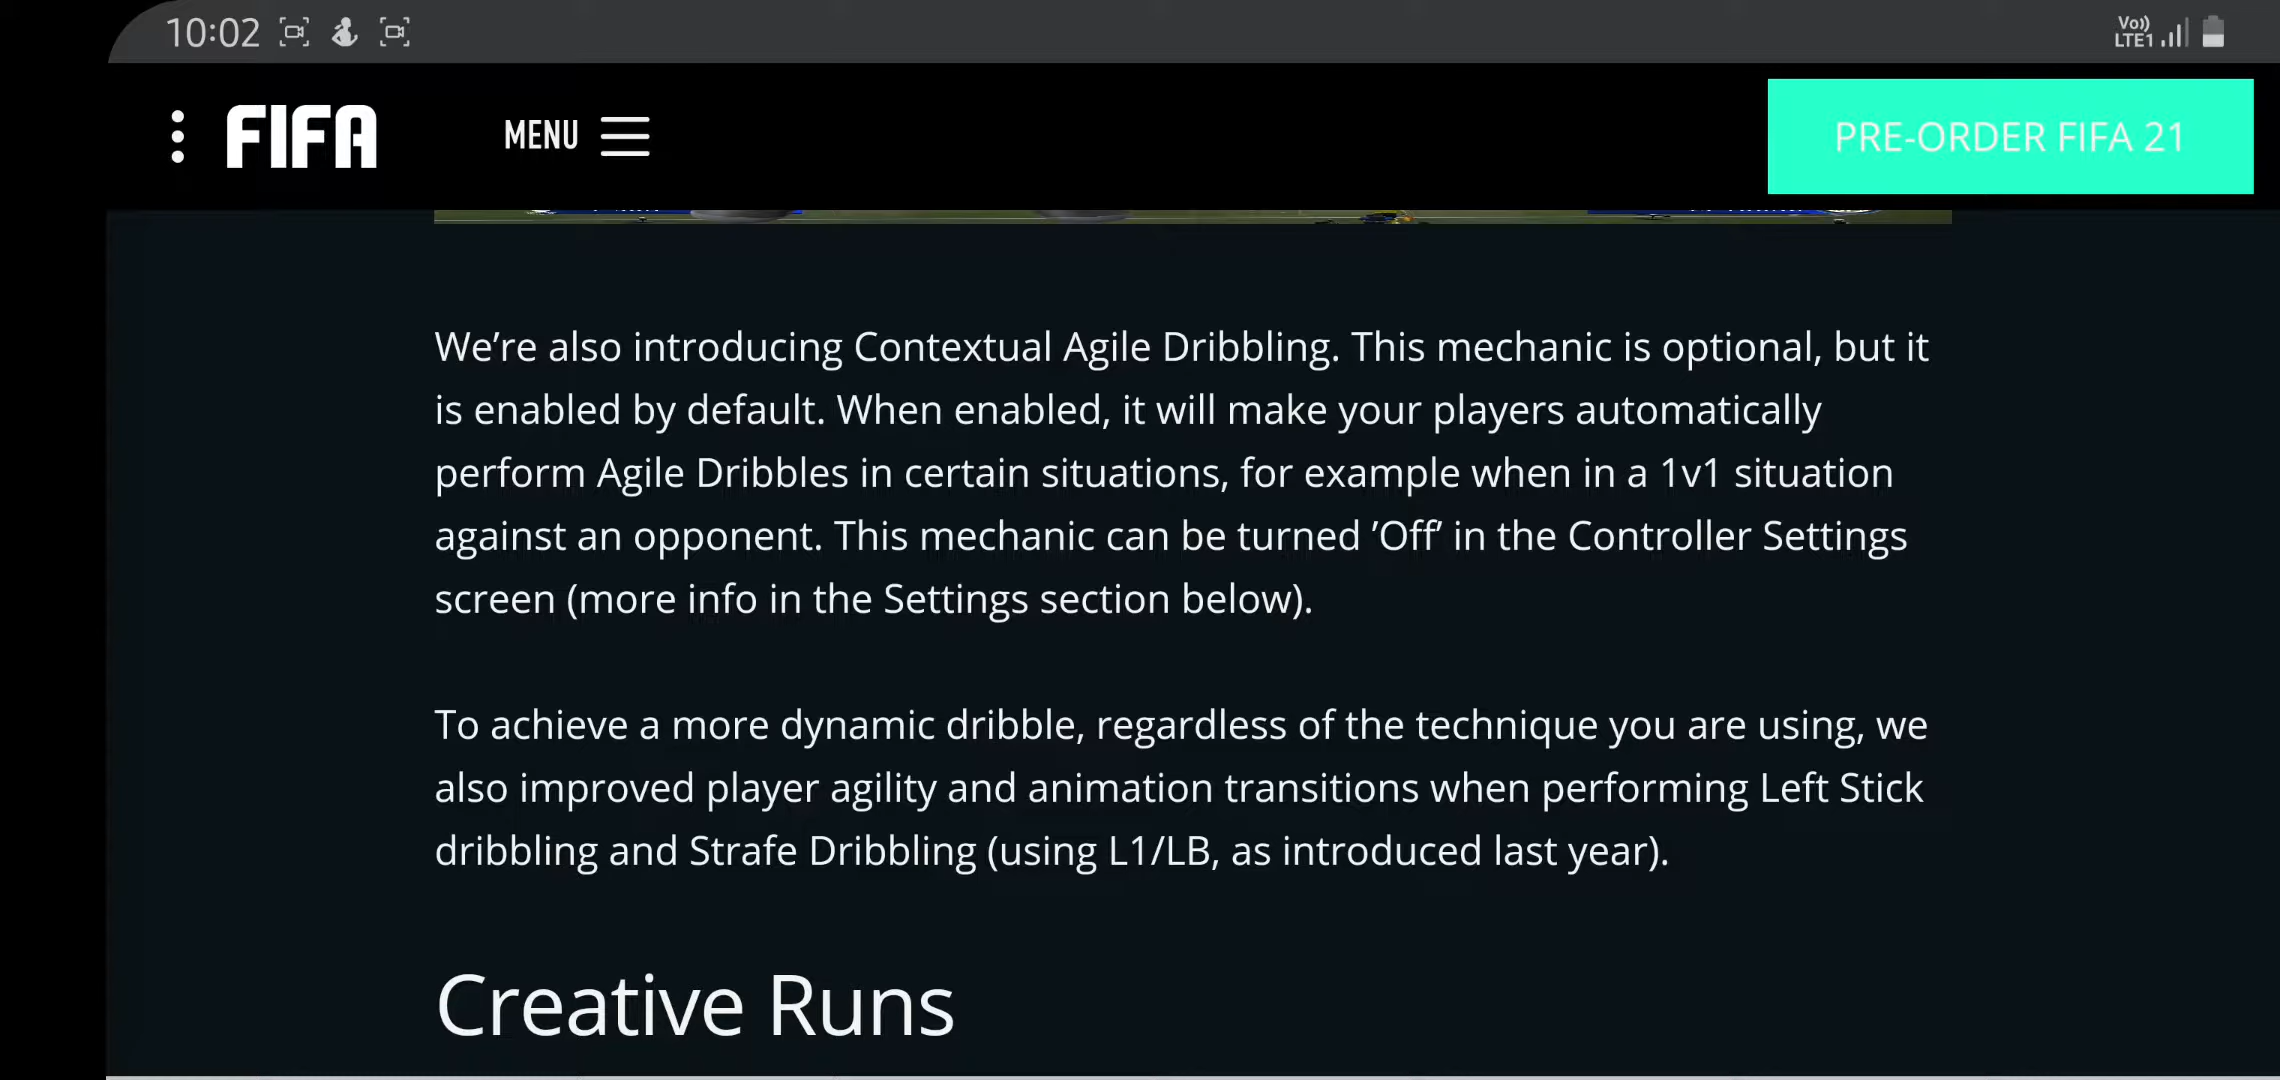 10:02
Vo))
LTE1
FIFA
MENU
PRE-ORDER FIFA 21
We’re also introducing Contextual Agile Dribbling. This mechanic is optional, but it
is enabled by default. When enabled, it will make your players automatically
perform Agile Dribbles in certain situations, for example when in a 1v1 situation
against an opponent. This mechanic can be turned ’Off’ in the Controller Settings
screen (more info in the Settings section below).
To achieve a more dynamic dribble, regardless of the technique you are using, we
also improved player agility and animation transitions when performing Left Stick
dribbling and Strafe Dribbling (using L1/LB, as introduced last year).
Creative Runs